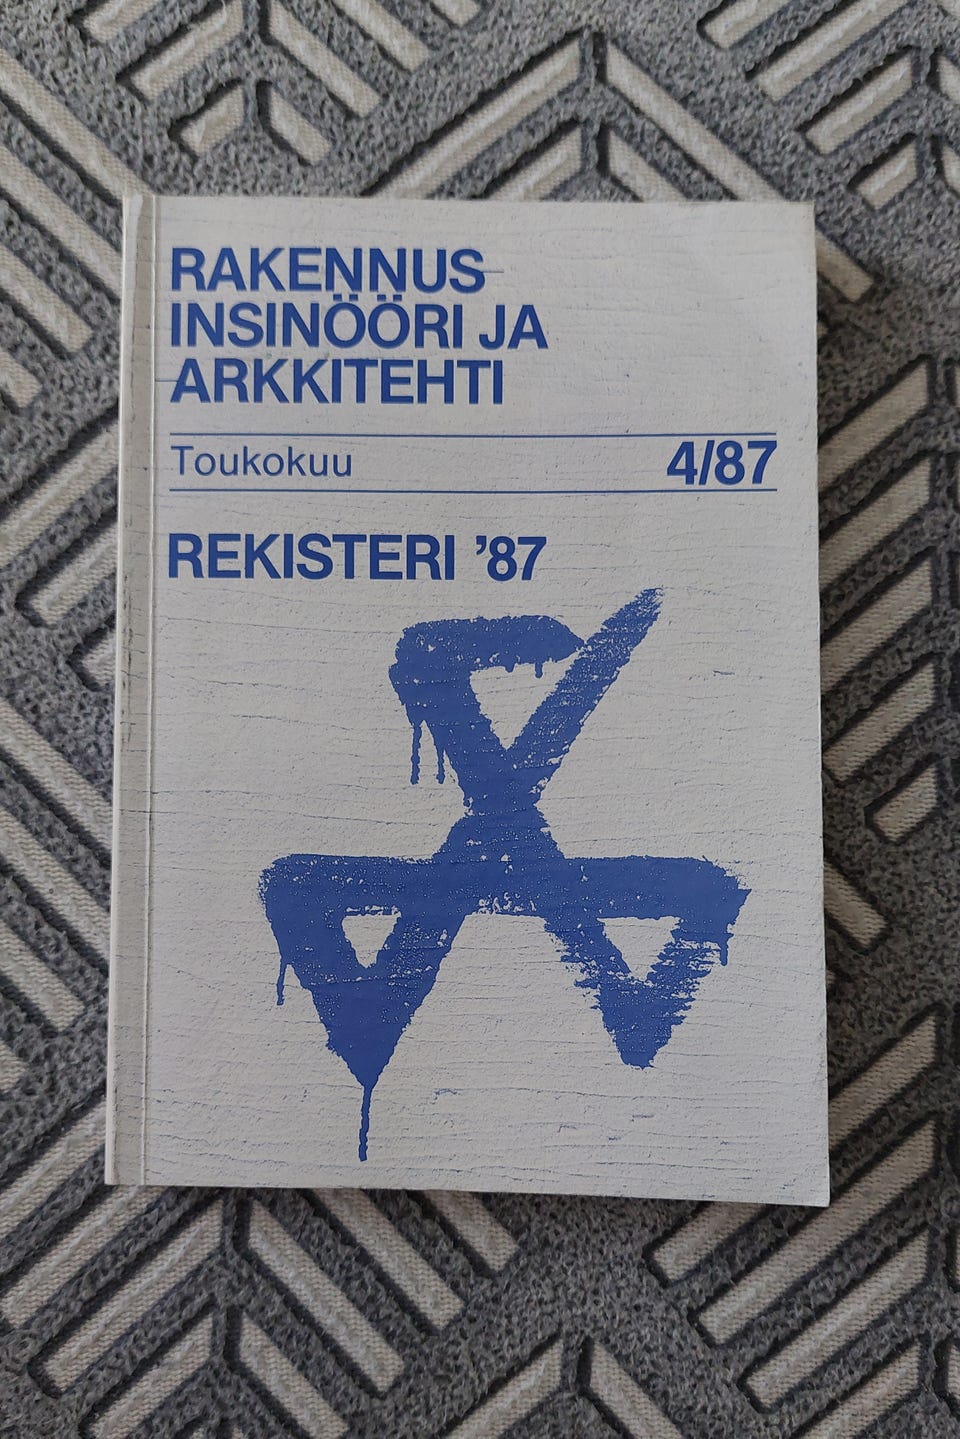 RAKENNUS-
INSINÖÖRI JA
ARKKITEHTI
Toukokuu 4/87
REKISTERI ’87